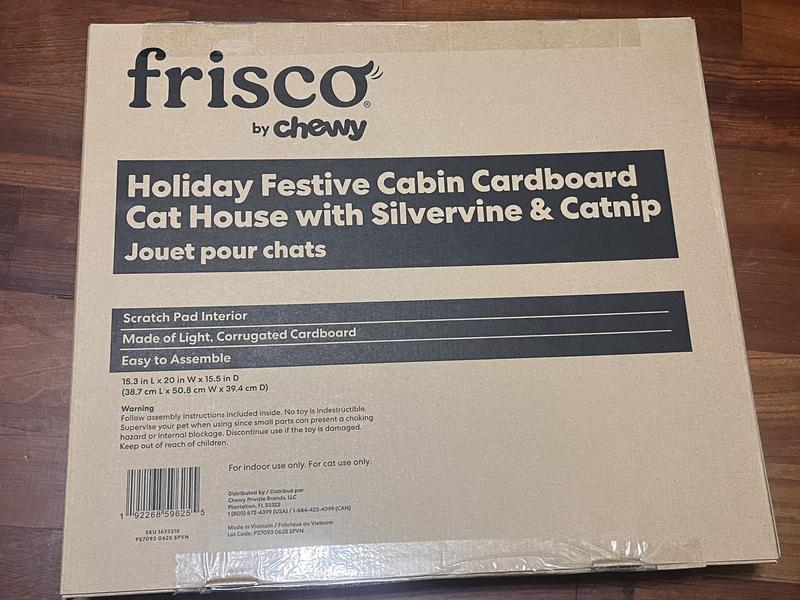 frisco®
by chewy
Holiday Festive Cabin Cardboard
Cat House with Silvervine & Catnip
Jouet pour chats
Scratch Pad Interior
Made of Light, Corrugated Cardboard
Easy to Assemble
15.3 in L x 20 in W x 15.5 in D
(38.7 cm L x 50.8 cm W x 39.4 cm D)
Warning
Follow assembly instructions included inside. No toy is indestructible.
Supervise your pet when using since small parts can present a choking
hazard or internal blockage. Discontinue use if the toy is damaged.
Keep out of reach of children.
For indoor use only. For cat use only.
1 92268 59625 5
SKU 1673318
P27093 0625 SPVN
Distributed by / Distribué par
Chewy Private Brands, LLC
Plantation, FL 33322
1 (800) 672-4399 (USA) / 1-844-422-4399 (CAN)
Made in Vietnam / Fabriqué au Vietnam
Lot Code: P27093 0625 SPVN